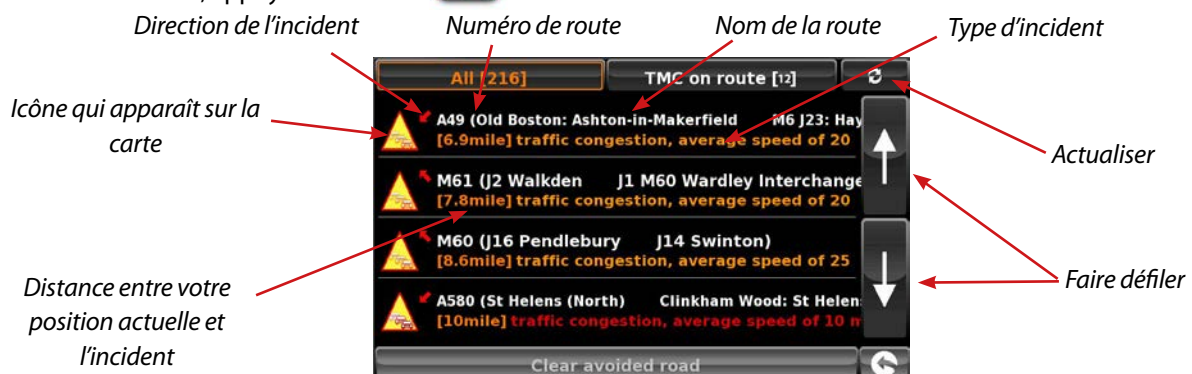 Direction de l'incident
Numéro de route
Nom de la route
Type d'incident
All [216]
TMC on route [12]
Icône qui apparaît sur la
carte
A49 (Old Boston: Ashton-in-Makerfield M6 J23: Hay
[6.9mile] traffic congestion, average speed of 20
Actualiser
M61 (J2 Walkden J1 M60 Wardley Interchange
[7.8mile] traffic congestion, average speed of 20
M60 (J16 Pendlebury J14 Swinton)
[8.6mile] traffic congestion, average speed of 25
Faire défiler
Distance entre votre
position actuelle et
l'incident
A580 (St Helens (North) Clinkham Wood: St Helen
[10mile] traffic congestion, average speed of 10 m
Clear avoided road